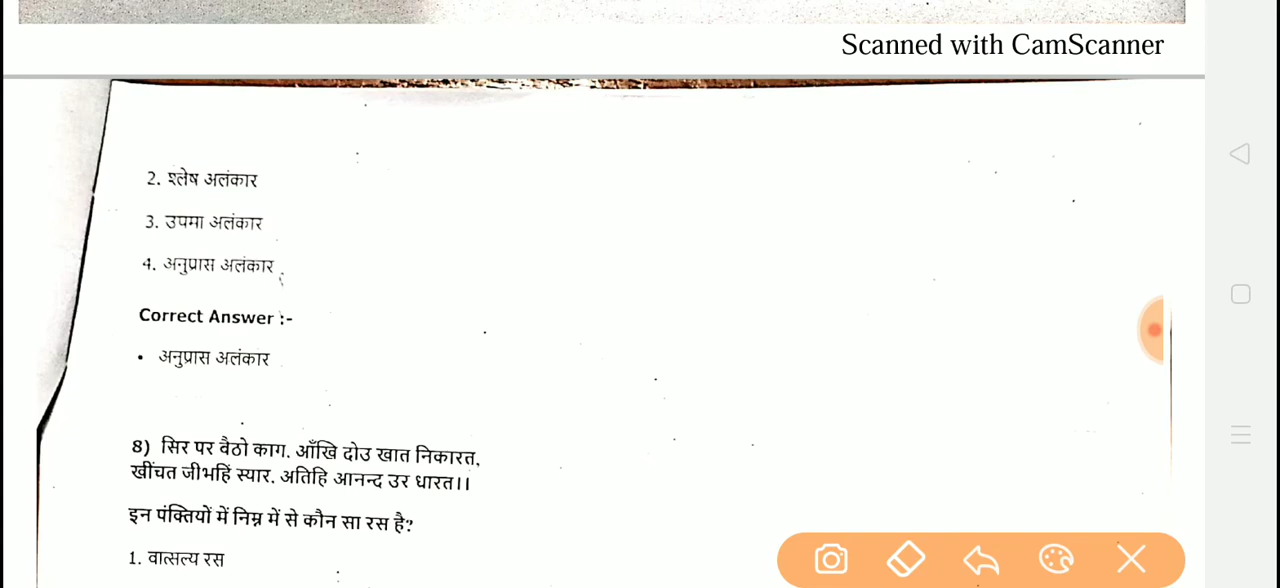 Scanned with CamScanner
2. श्लेष अलंकार
3. उपमा अलंकार
4. अनुप्रास अलंकार
Correct Answer :-
• अनुप्रास अलंकार
8) सिर पर वैठो काग. आँखि दोउ खात निकारत,
खींचत जीभहिं स्यार. अतिहि आनन्द उर धारत।।
इन पंक्तियों में निम्न में से कौन सा रस है?
1. वात्सल्य रस